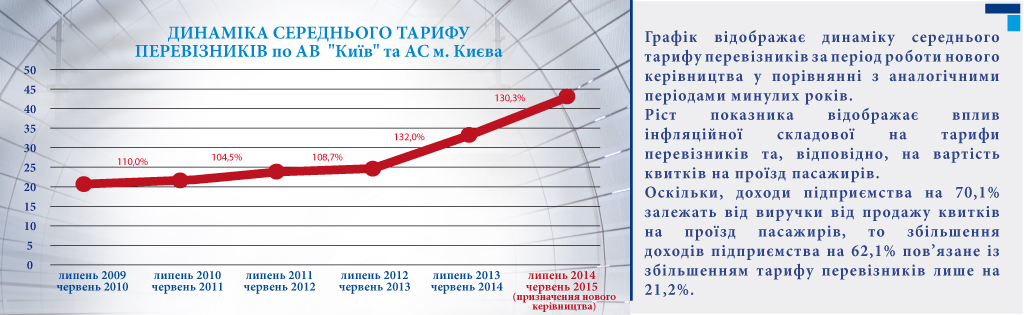 ДИНАМІКА СЕРЕДНЬОГО ТАРИФУ
ПЕРЕВІЗНИКІВ по АВ "Київ" та АС м. Києва
50
45
40
35
30
25
20
15
10
5
0
110,0%
104,5%
108,7%
132,0%
130,3%
липень 2009
червень 2010
липень 2010
червень 2011
липень 2011
червень 2012
липень 2012
червень 2013
липень 2013
червень 2014
липень 2014
червень 2015
(призначення нового
керівництва)
Графік відображає динаміку середнього
тарифу перевізників за період роботи нового
керівництва у порівнянні з аналогічними
періодами минулих років.
Ріст показника відображає вплив
інфляційної складової на тарифи
перевізників та, відповідно, на вартість
квитків на проїзд пасажирів.
Оскільки, доходи підприємства на 70,1%
залежать від виручки від продажу квитків
на проїзд пасажирів, то збільшення
доходів підприємства на 62,1% пов’язане із
збільшенням тарифу перевізників лише на
21,2%.